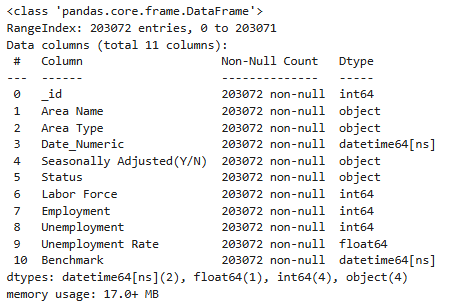 <class 'pandas.core.frame.DataFrame'>
RangeIndex: 203072 entries, 0 to 203071
Data columns (total 11 columns):
 #   Column                   Non-Null Count   Dtype
---  ------                   --------------   -----
 0   _id                      203072 non-null  int64
 1   Area Name                203072 non-null  object
 2   Area Type                203072 non-null  object
 3   Date_Numeric             203072 non-null  datetime64[ns]
 4   Seasonally Adjusted(Y/N) 203072 non-null  object
 5   Status                   203072 non-null  object
 6   Labor Force              203072 non-null  int64
 7   Employment               203072 non-null  int64
 8   Unemployment             203072 non-null  int64
 9   Unemployment Rate        203072 non-null  float64
 10  Benchmark                203072 non-null  datetime64[ns]
dtypes: datetime64[ns](2), float64(1), int64(4), object(4)
memory usage: 17.0+ MB